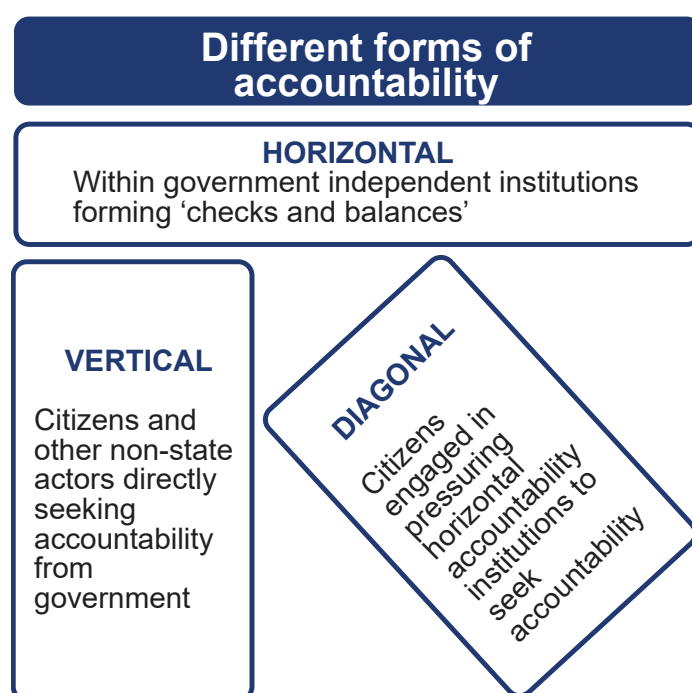 Different forms of
accountability
HORIZONTAL
Within government independent institutions
forming ‘checks and balances’
VERTICAL
Citizens and
other non-state
actors directly
seeking
accountability
from
government
DIAGONAL
Citizens
engaged in
pressuring
horizontal
accountability
institutions to
seek
accountability